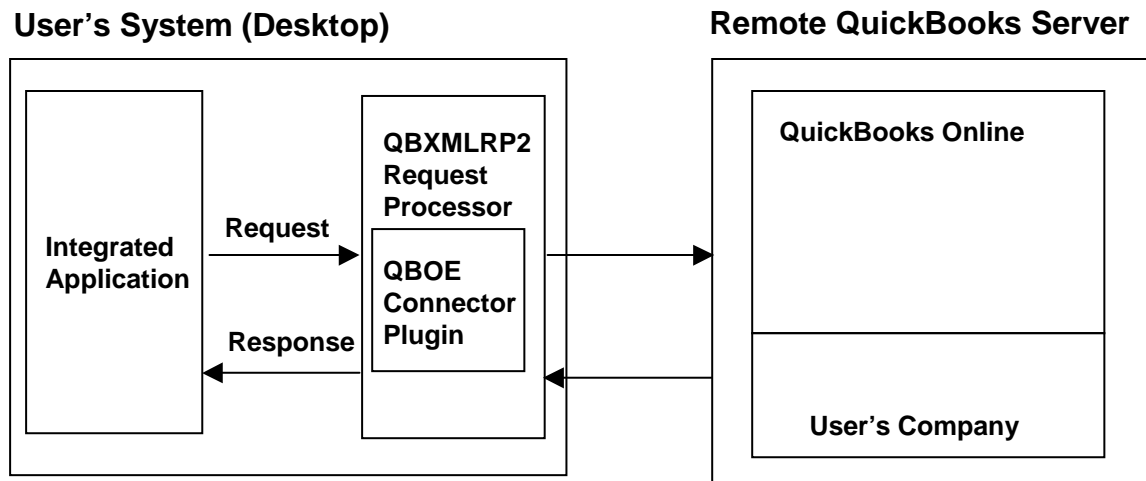 User's System (Desktop)
Remote QuickBooks Server
Integrated
Application
Request
Response
QBXMLRP2
Request
Processor
QBOE
Connector
Plugin
QuickBooks Online
User's Company